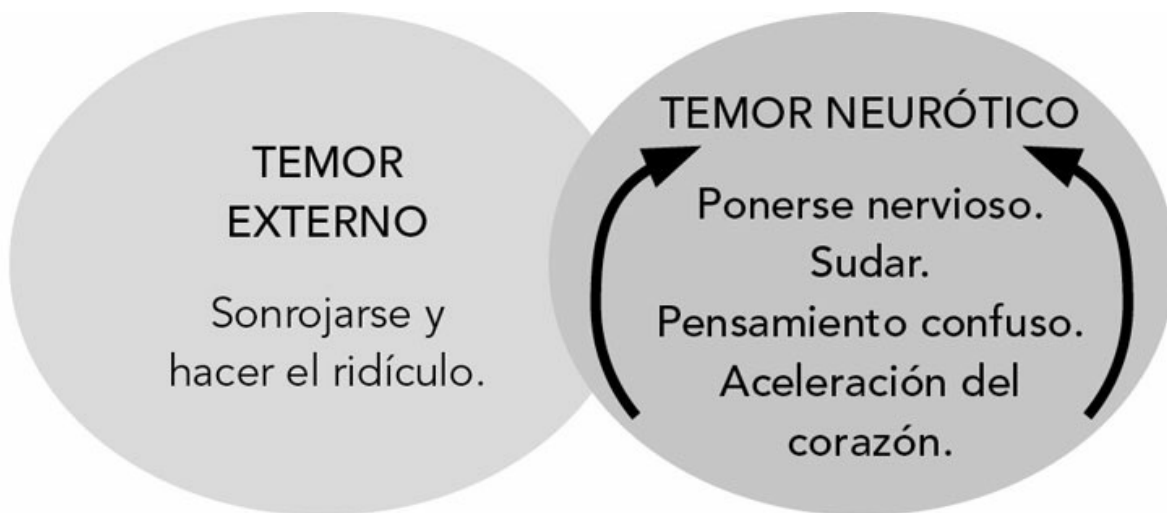 TEMOR
EXTERNO
Sonrojarse y
hacer el ridículo.
TEMOR NEURÓTICO
Ponerse nervioso.
Sudar.
Pensamiento confuso.
Aceleración del
corazón.